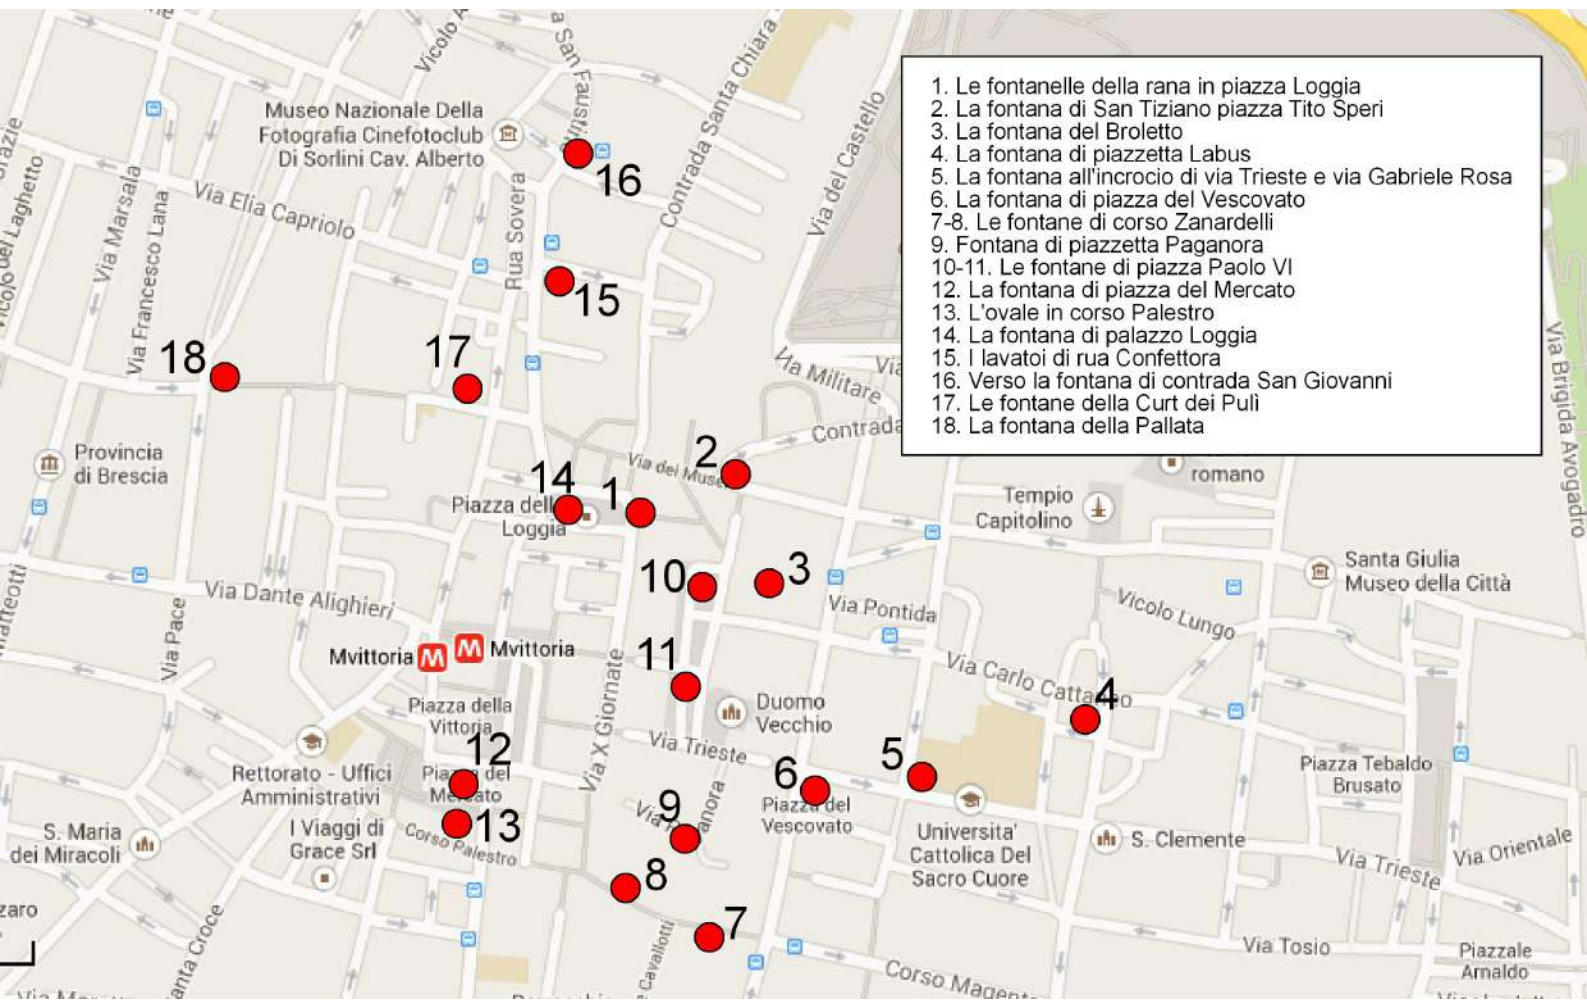 1. Le fontanelle della rana in piazza Loggia
2. La fontana di San Tiziano piazza Tito Speri
3. La fontana del Broletto
4. La fontana di piazzetta Labus
5. La fontana all'incrocio di via Trieste e via Gabriele Rosa
6. La fontana di piazza del Vescovato
7-8. Le fontane di corso Zanardelli
9. Fontana di piazzetta Paganora
10-11. Le fontane di piazza Paolo VI
12. La fontana di piazza del Mercato
13. L'ovale in corso Palestro
14. La fontana di palazzo Loggia
15. I lavatoi di rua Confettora
16. Verso la fontana di contrada San Giovanni
17. Le fontane della Curt dei Pulì
18. La fontana della Pallata
Vicolo
Contrada Santa Chiara
Via del Castello
Museo Nazionale Della
Fotografia Cinefotoclub
Di Sorlini Cav. Alberto
16
Via Marsala
Via Francesco Lana
Via Elia Capriolo
Rua Sovera
15
18
17
Via Militare
Via
Via Brigida Avogadro
Contrada
Provincia
di Brescia
Via dei Musei
2
romano
Tempio
Capitolino
14
1
Piazza della
Loggia
Santa Giulia
Museo della Città
10
3
Via Dante Alighieri
Via Pontida
Vicolo Lungo
Matteotti
Via Pace
Mvittoria
Mvittoria
11
Via Carlo Cattaneo
4
Piazza della
Vittoria
Via X Giornate
Duomo
Vecchio
Via Trieste
12
5
6
Rettorato - Uffici
Amministrativi
Piazza del
Mercato
Piazza del
Vescovato
Piazza Tebaldo
Brusato
9
13
I Viaggi di
Grace Srl
Corso Palestro
S. Maria
dei Miracoli
Universita'
Cattolica Del
Sacro Cuore
S. Clemente
Via Trieste
Via Orientale
8
7
zaro
Via Tosio
Piazzale
Arnaldo
Corso Magenta